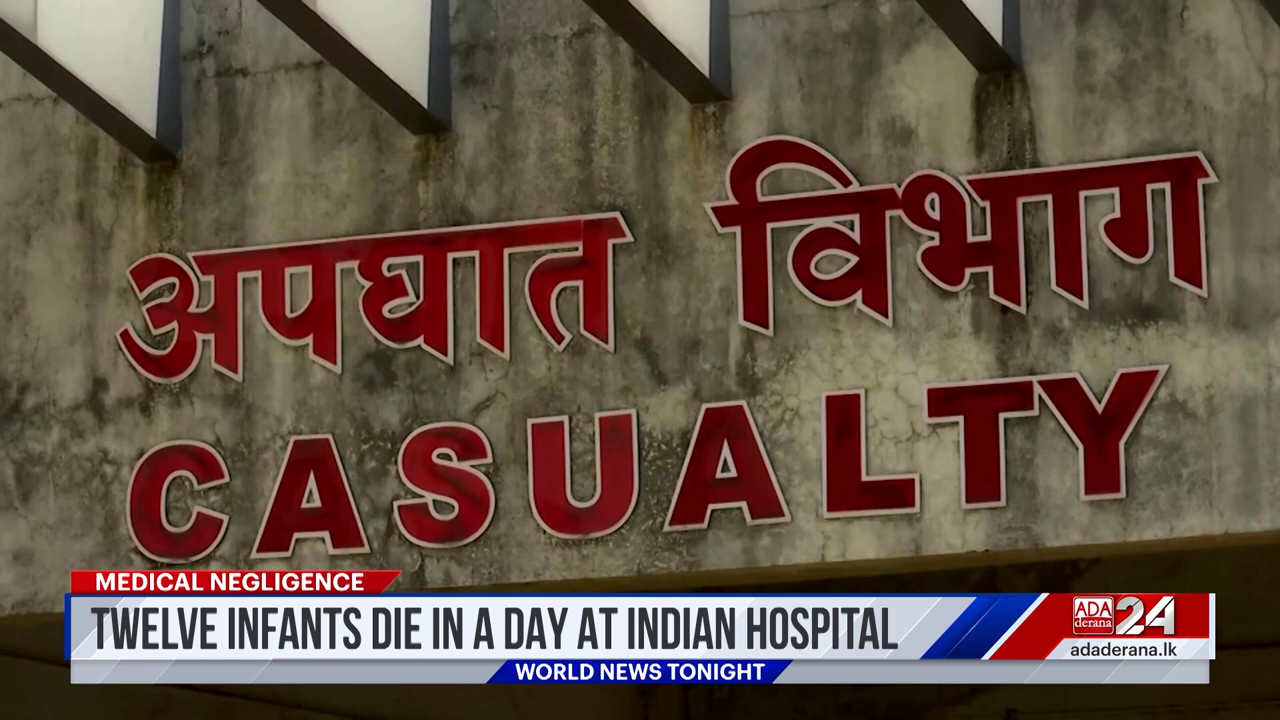 अपघात विभाग
CASUALTY
MEDICAL NEGLIGENCE
TWELVE INFANTS DIE IN A DAY AT INDIAN HOSPITAL
ADA
derana
24
adaderana.lk
WORLD NEWS TONIGHT